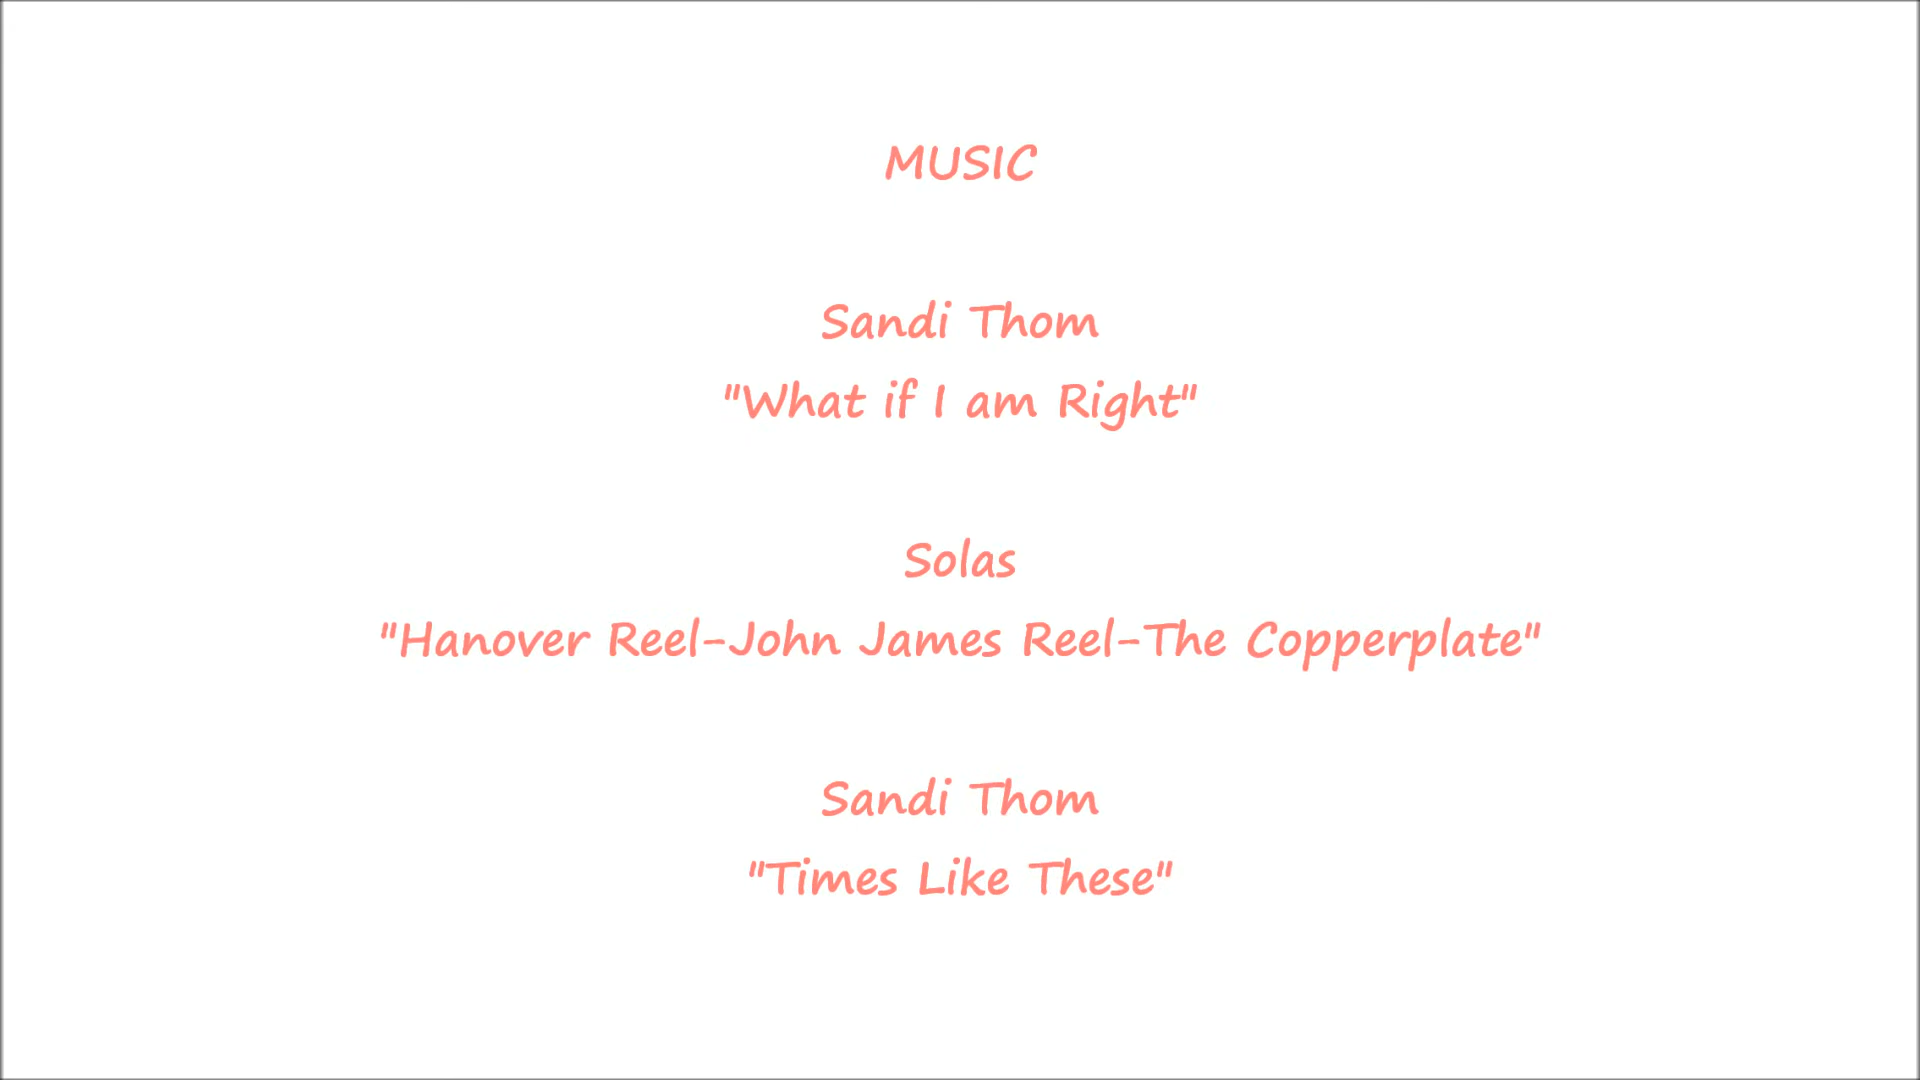 MUSIC
Sandi Thom
"What if I am Right"
Solas
"Hanover Reel-John James Reel-The Copperplate"
Sandi Thom
"Times Like These"